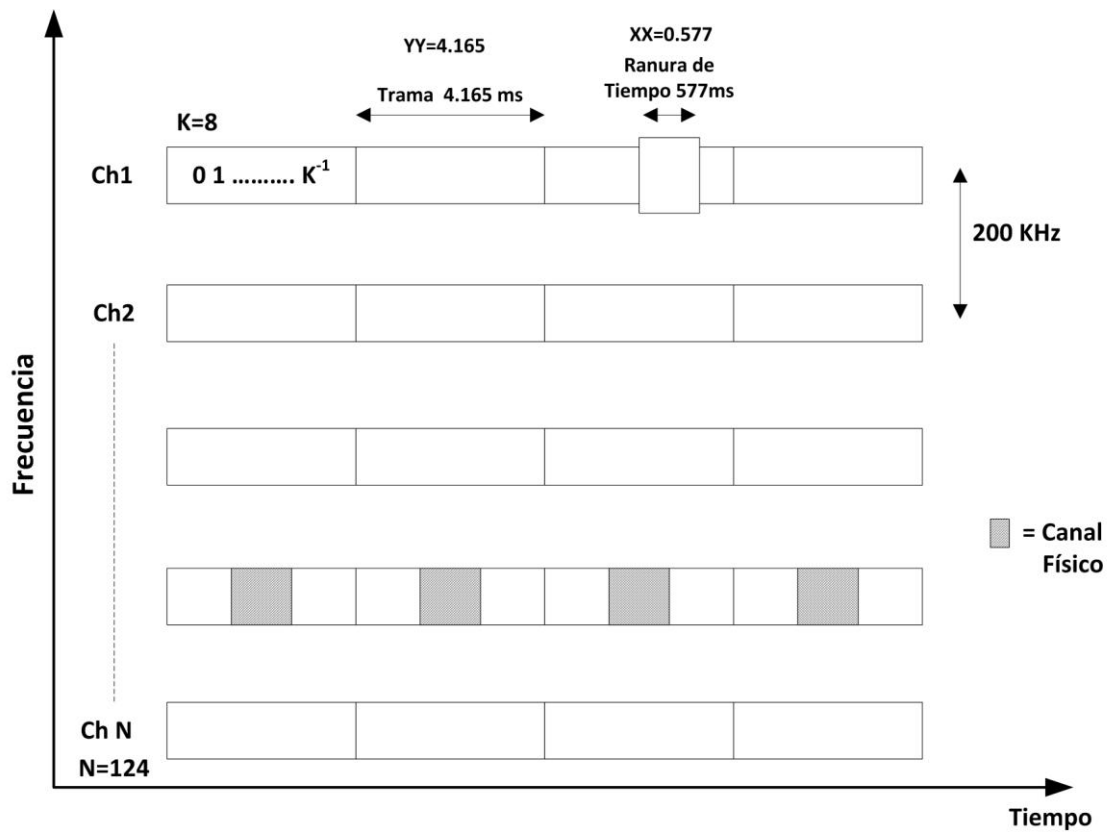 YY=4.165
XX=0.577
Ranura de
Tiempo 577ms
Trama 4.165 ms
K=8
Ch1
0 1 .......... K-1
200 KHz
Ch2
Frecuencia
= Canal
Físico
Ch N
N=124
Tiempo